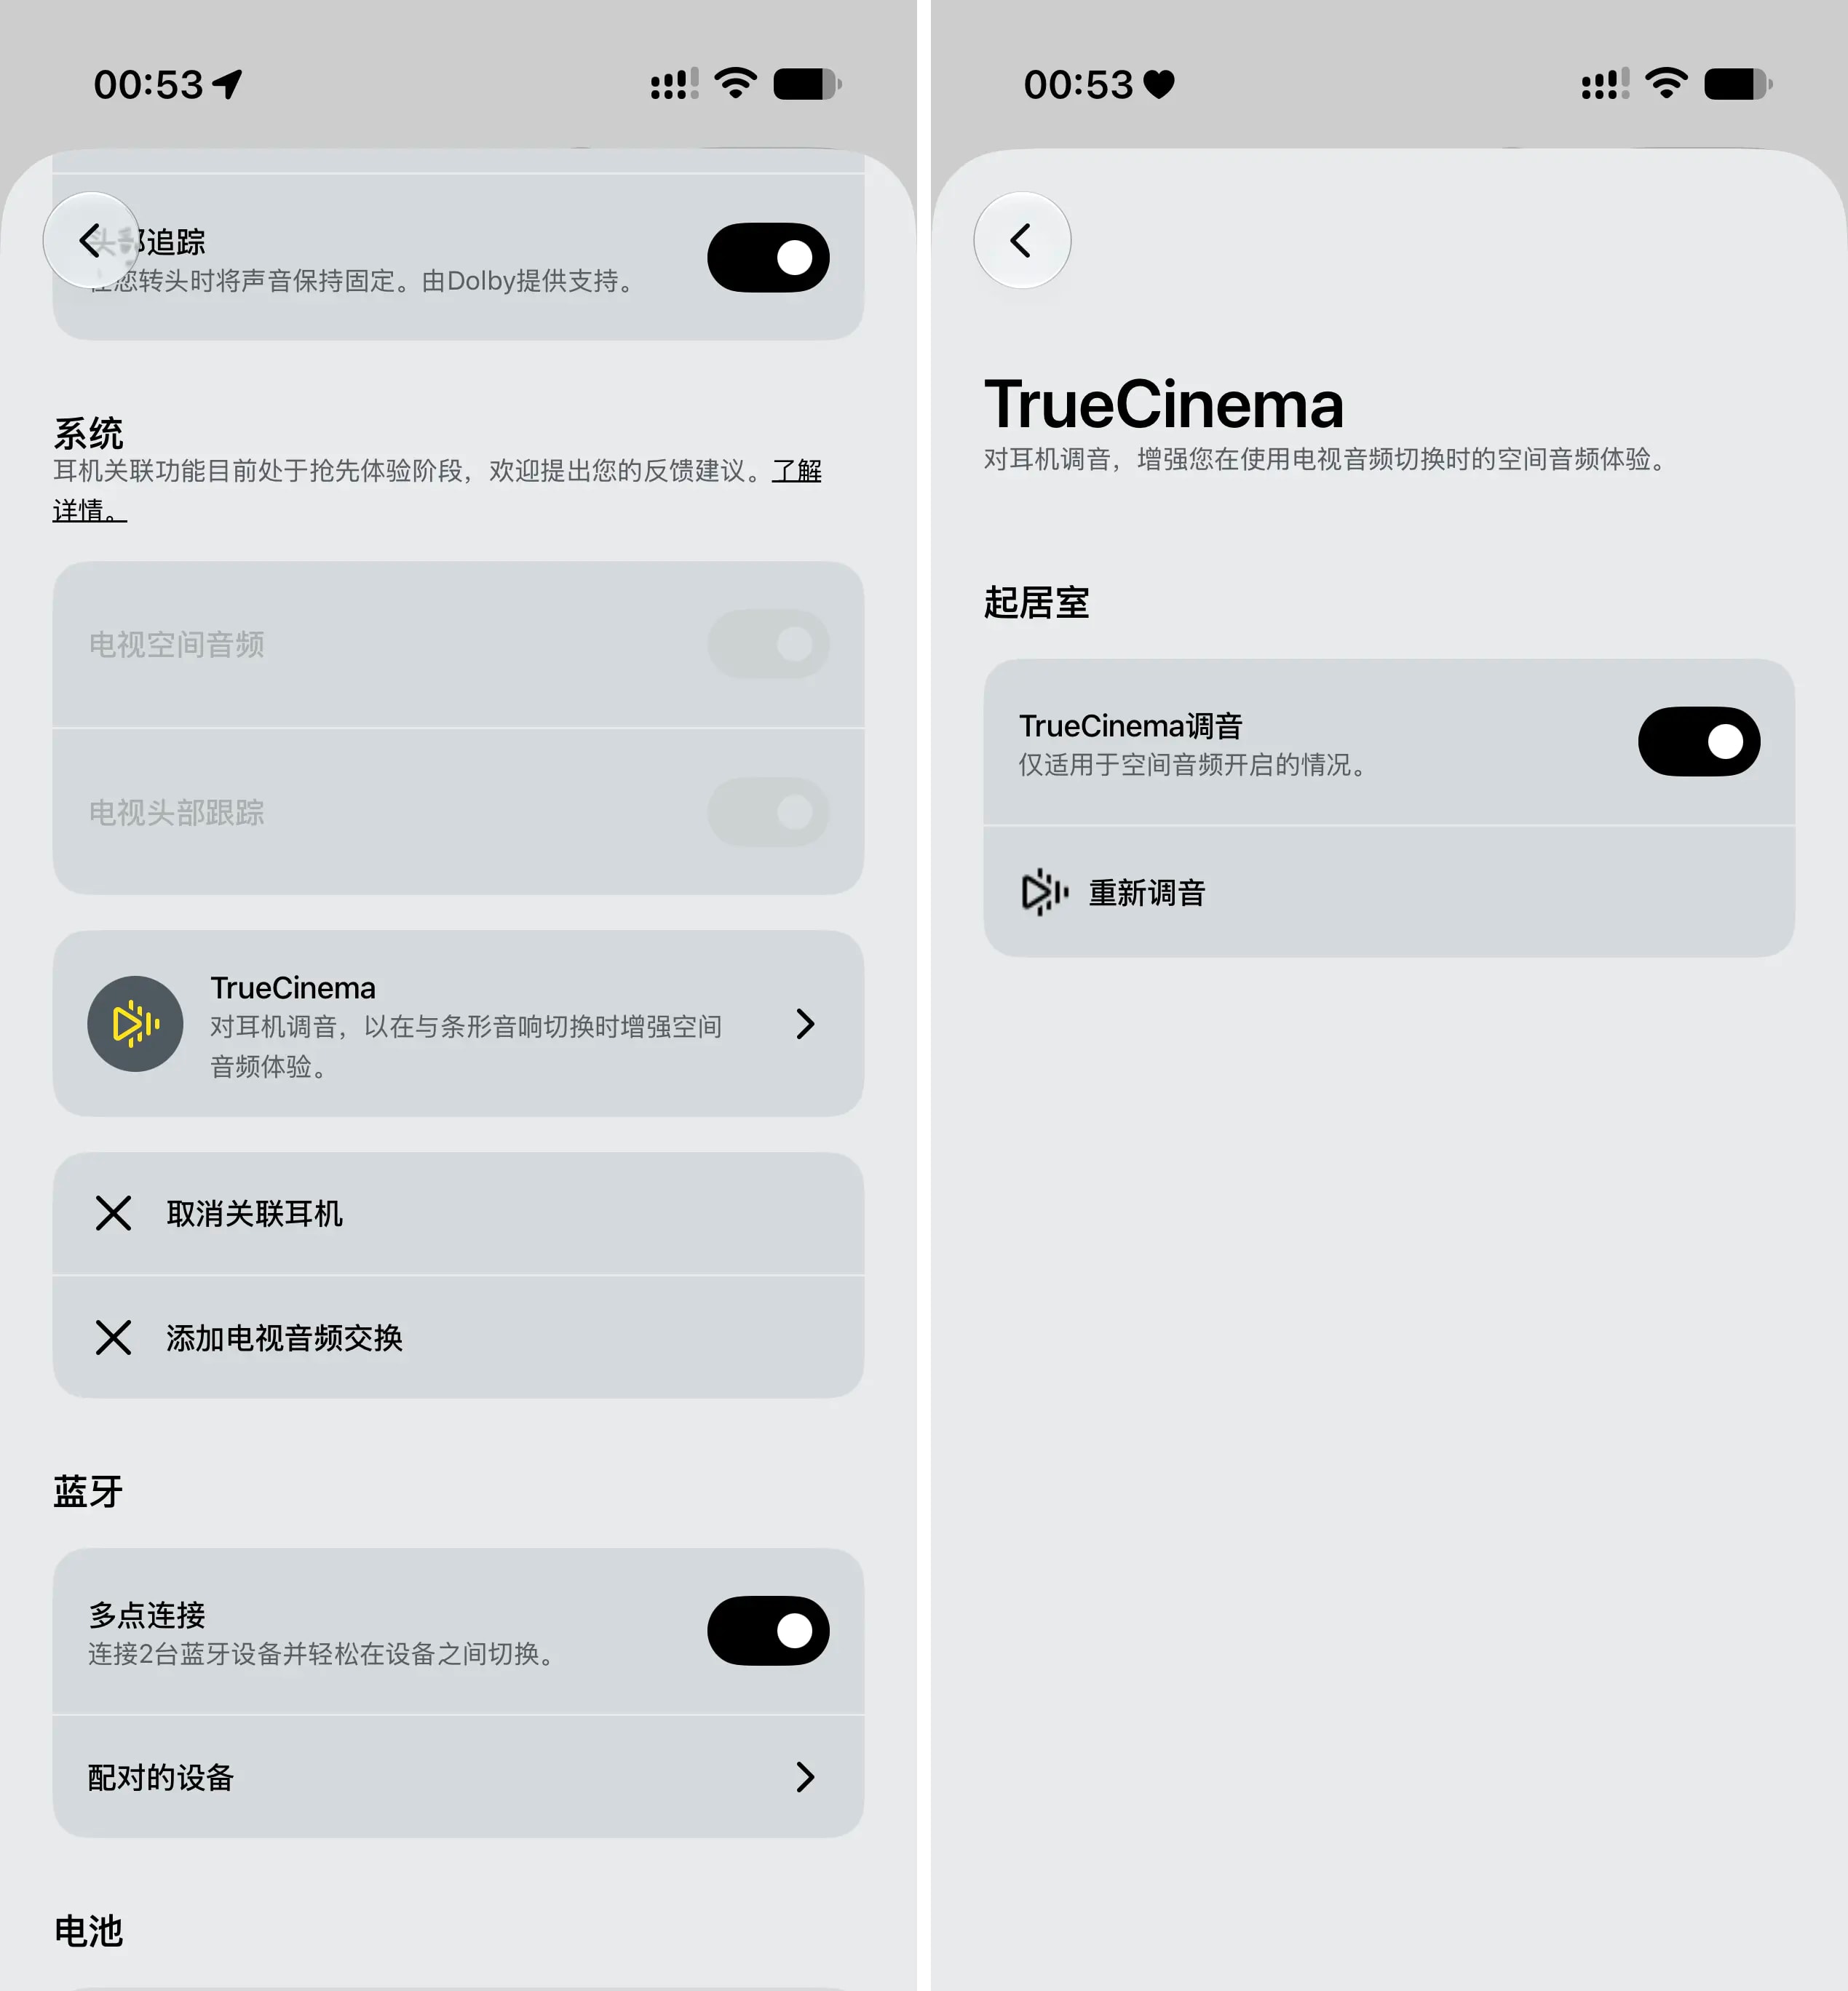 00:53
头部追踪
在您转头时将声音保持固定。由Dolby提供支持。
系统
耳机关联功能目前处于抢先体验阶段，欢迎提出您的反馈建议。了解
详情。
电视空间音频
电视头部跟踪
TrueCinema
对耳机调音，以在与条形音响切换时增强空间
音频体验。
取消关联耳机
添加电视音频交换
蓝牙
多点连接
连接2台蓝牙设备并轻松在设备之间切换。
配对的设备
电池
00:53
TrueCinema
对耳机调音，增强您在使用电视音频切换时的空间音频体验。
起居室
TrueCinema调音
仅适用于空间音频开启的情况。
重新调音